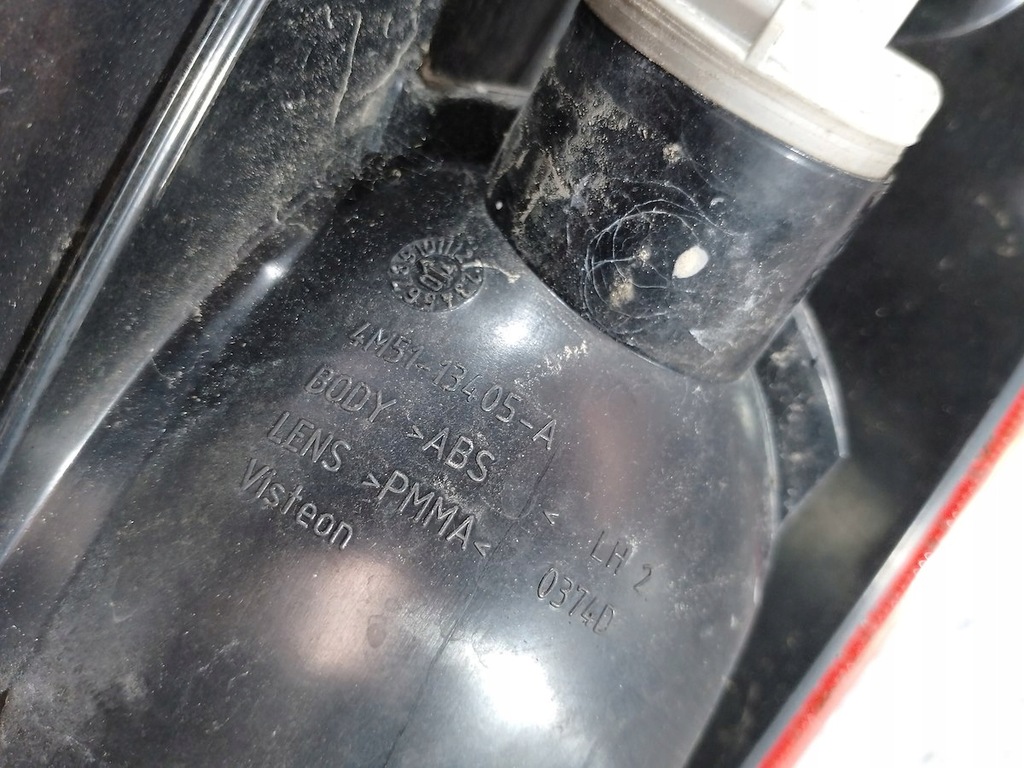 4M51-13405-A
BODY >ABS <
LENS >PMMA<
Visteon
LH 2
0374D